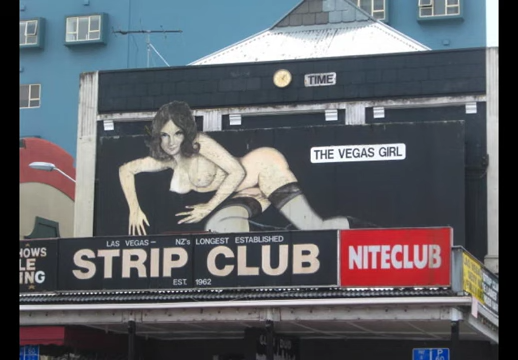 TIME
THE VEGAS GIRL
LAS VEGAS – NZ's LONGEST ESTABLISHED
STRIP CLUB
EST. 1962
NITECLUB